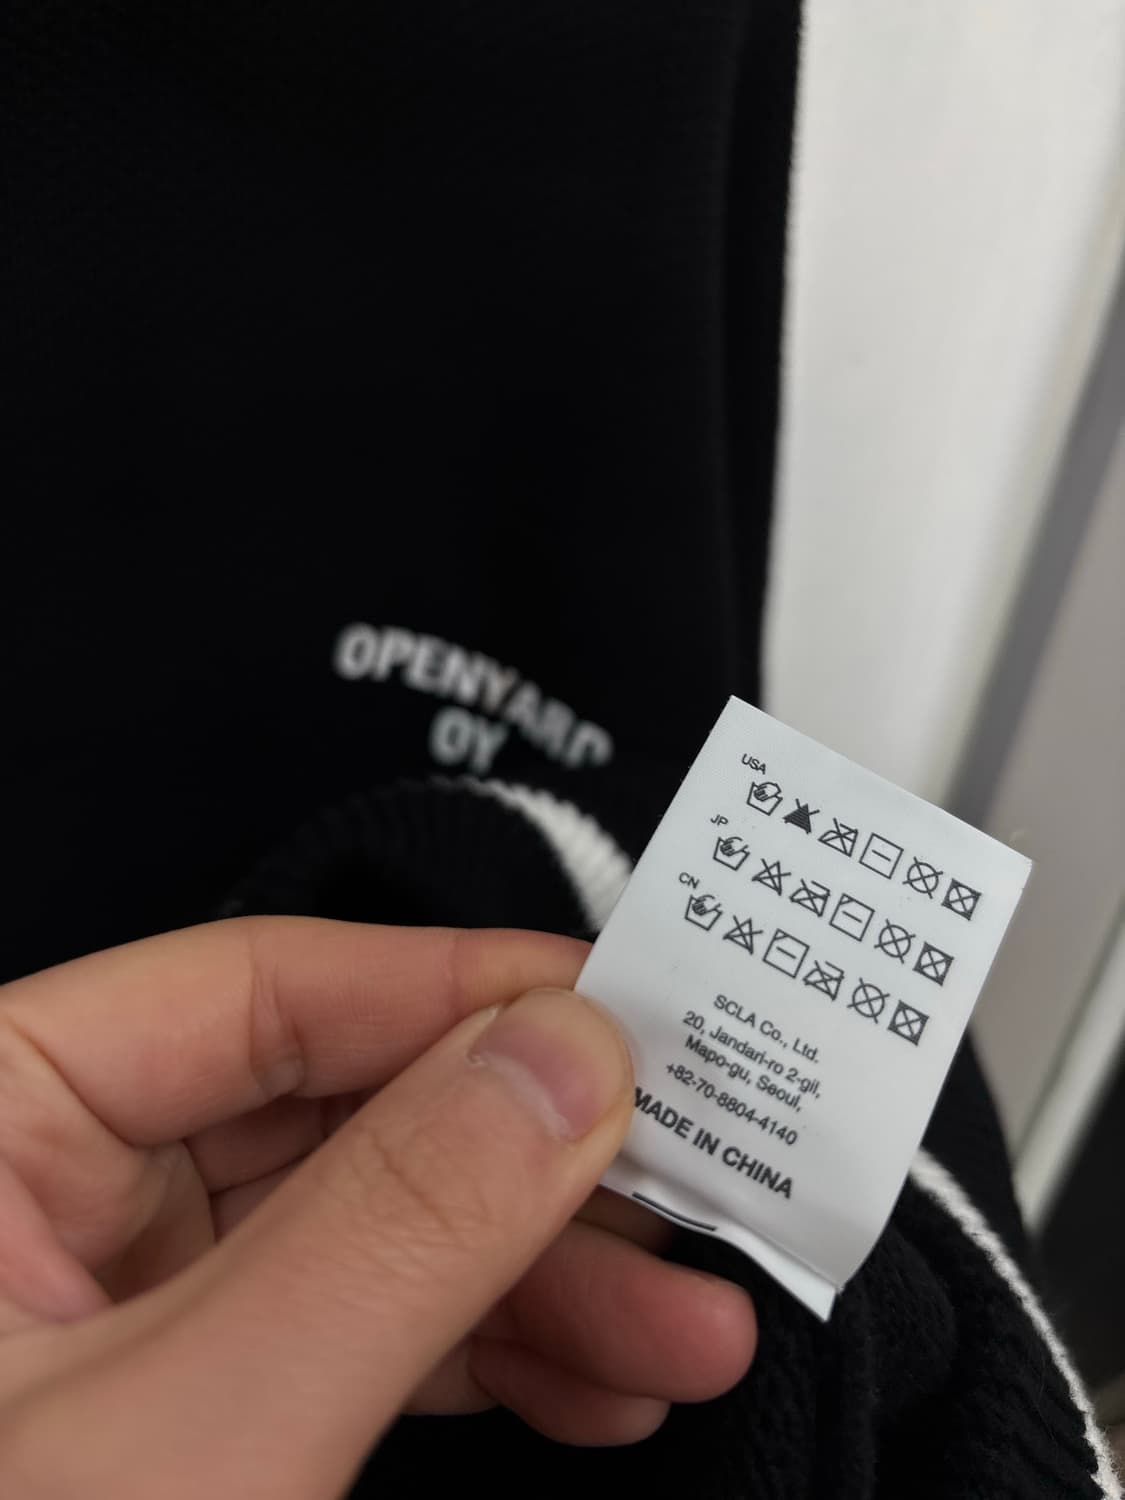 OPENYARD
OY
USA
JP
CN
SCLA Co., Ltd.
20, Jandari-ro 2-gil,
Mapo-gu, Seoul,
+82-70-8804-4140
MADE IN CHINA